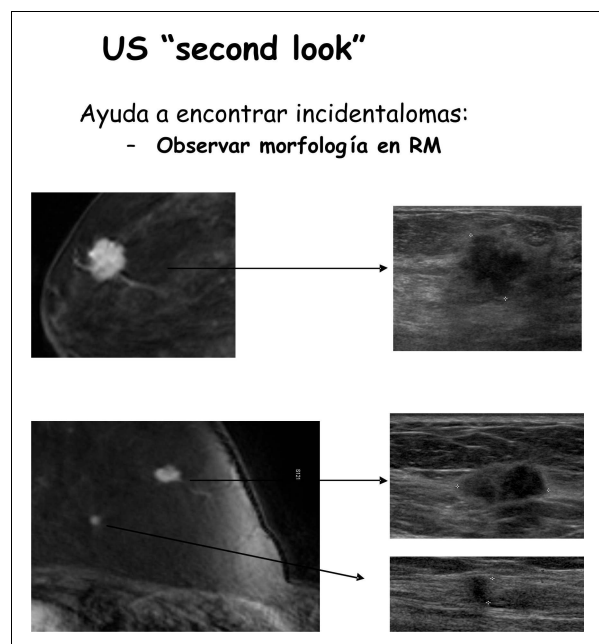 US “second look”
Ayuda a encontrar incidentalomas:
- Observar morfología en RM